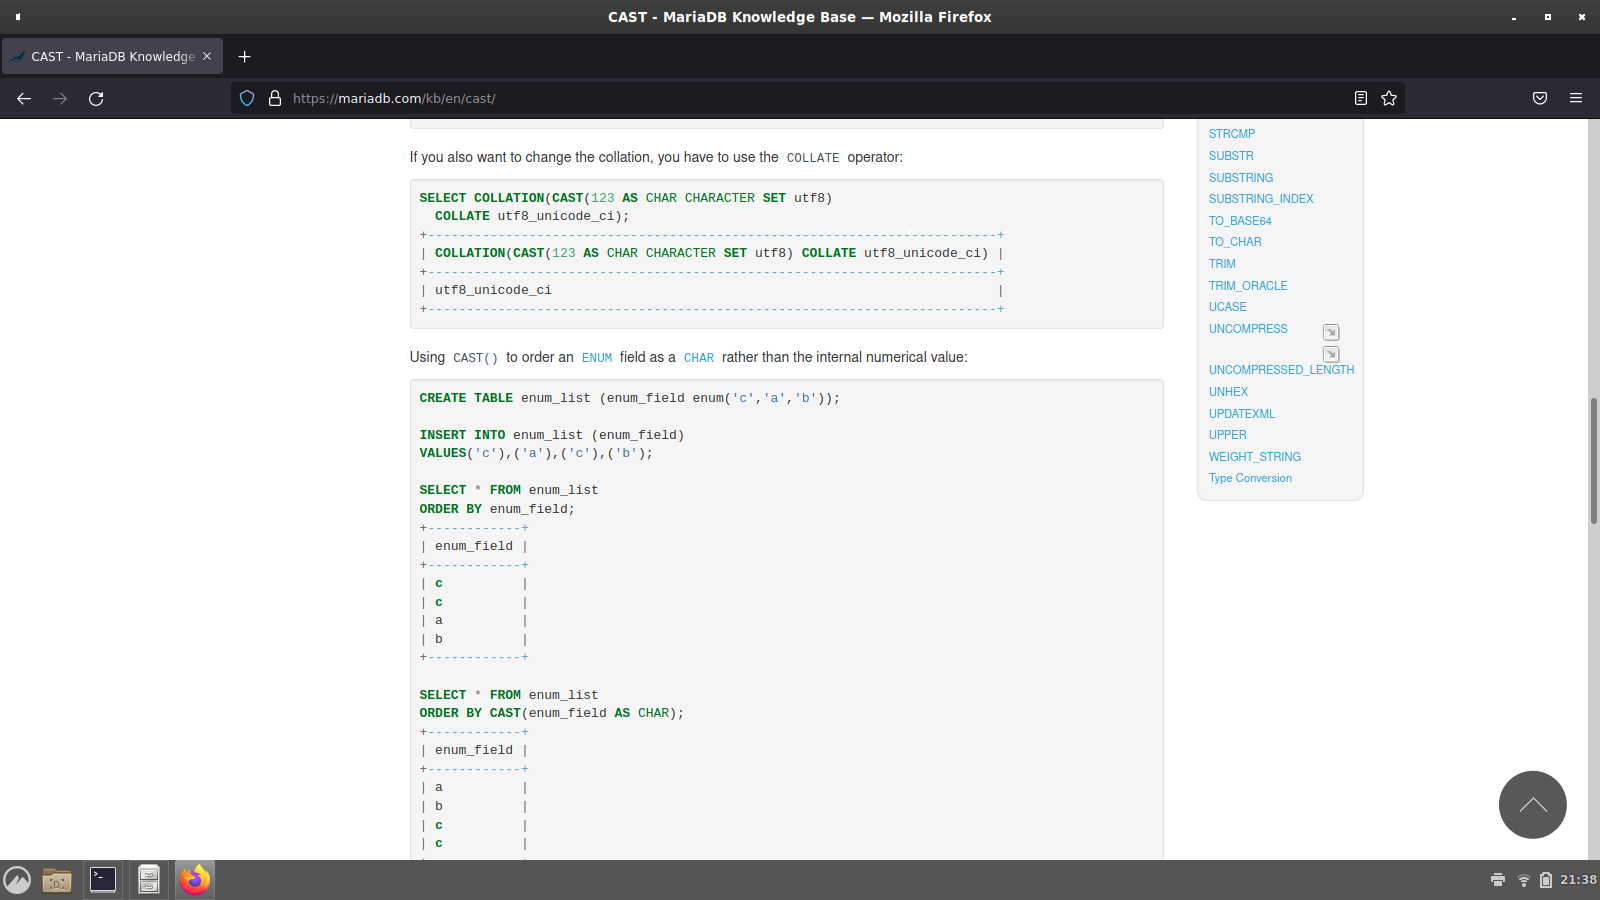 CAST - MariaDB Knowledge Base — Mozilla Firefox
CAST - MariaDB Knowledge
https://mariadb.com/kb/en/cast/
If you also want to change the collation, you have to use the COLLATE operator:
SELECT COLLATION(CAST(123 AS CHAR CHARACTER SET utf8)
  COLLATE utf8_unicode_ci);
+-------------------------------------------------------------------------+
| COLLATION(CAST(123 AS CHAR CHARACTER SET utf8) COLLATE utf8_unicode_ci) |
+-------------------------------------------------------------------------+
| utf8_unicode_ci                                                         |
+-------------------------------------------------------------------------+
Using CAST() to order an ENUM field as a CHAR rather than the internal numerical value:
CREATE TABLE enum_list (enum_field enum('c','a','b'));
INSERT INTO enum_list (enum_field)
VALUES('c'),('a'),('c'),('b');
SELECT * FROM enum_list
ORDER BY enum_field;
+------------+
| enum_field |
+------------+
| c          |
| c          |
| a          |
| b          |
+------------+
SELECT * FROM enum_list
ORDER BY CAST(enum_field AS CHAR);
+------------+
| enum_field |
+------------+
| a          |
| b          |
| c          |
| c          |
STRCMP
SUBSTR
SUBSTRING
SUBSTRING_INDEX
TO_BASE64
TO_CHAR
TRIM
TRIM_ORACLE
UCASE
UNCOMPRESS
UNCOMPRESSED_LENGTH
UNHEX
UPDATEXML
UPPER
WEIGHT_STRING
Type Conversion
21:38